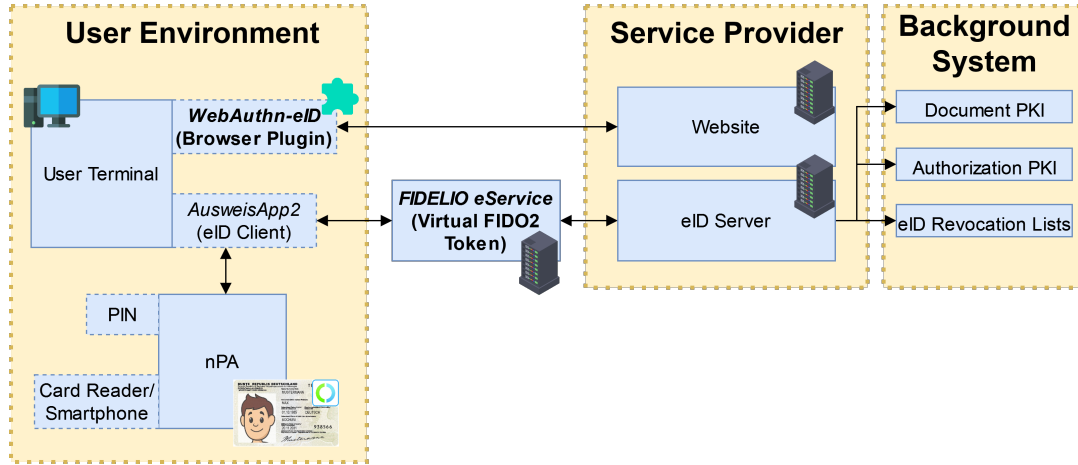 User Environment
Service Provider
Background
System
WebAuthn-eID
(Browser Plugin)
User Terminal
AusweisApp2
(eID Client)
FIDELIO eService
(Virtual FIDO2
Token)
Website
eID Server
Document PKI
Authorization PKI
eID Revocation Lists
PIN
nPA
Card Reader/
Smartphone
938566